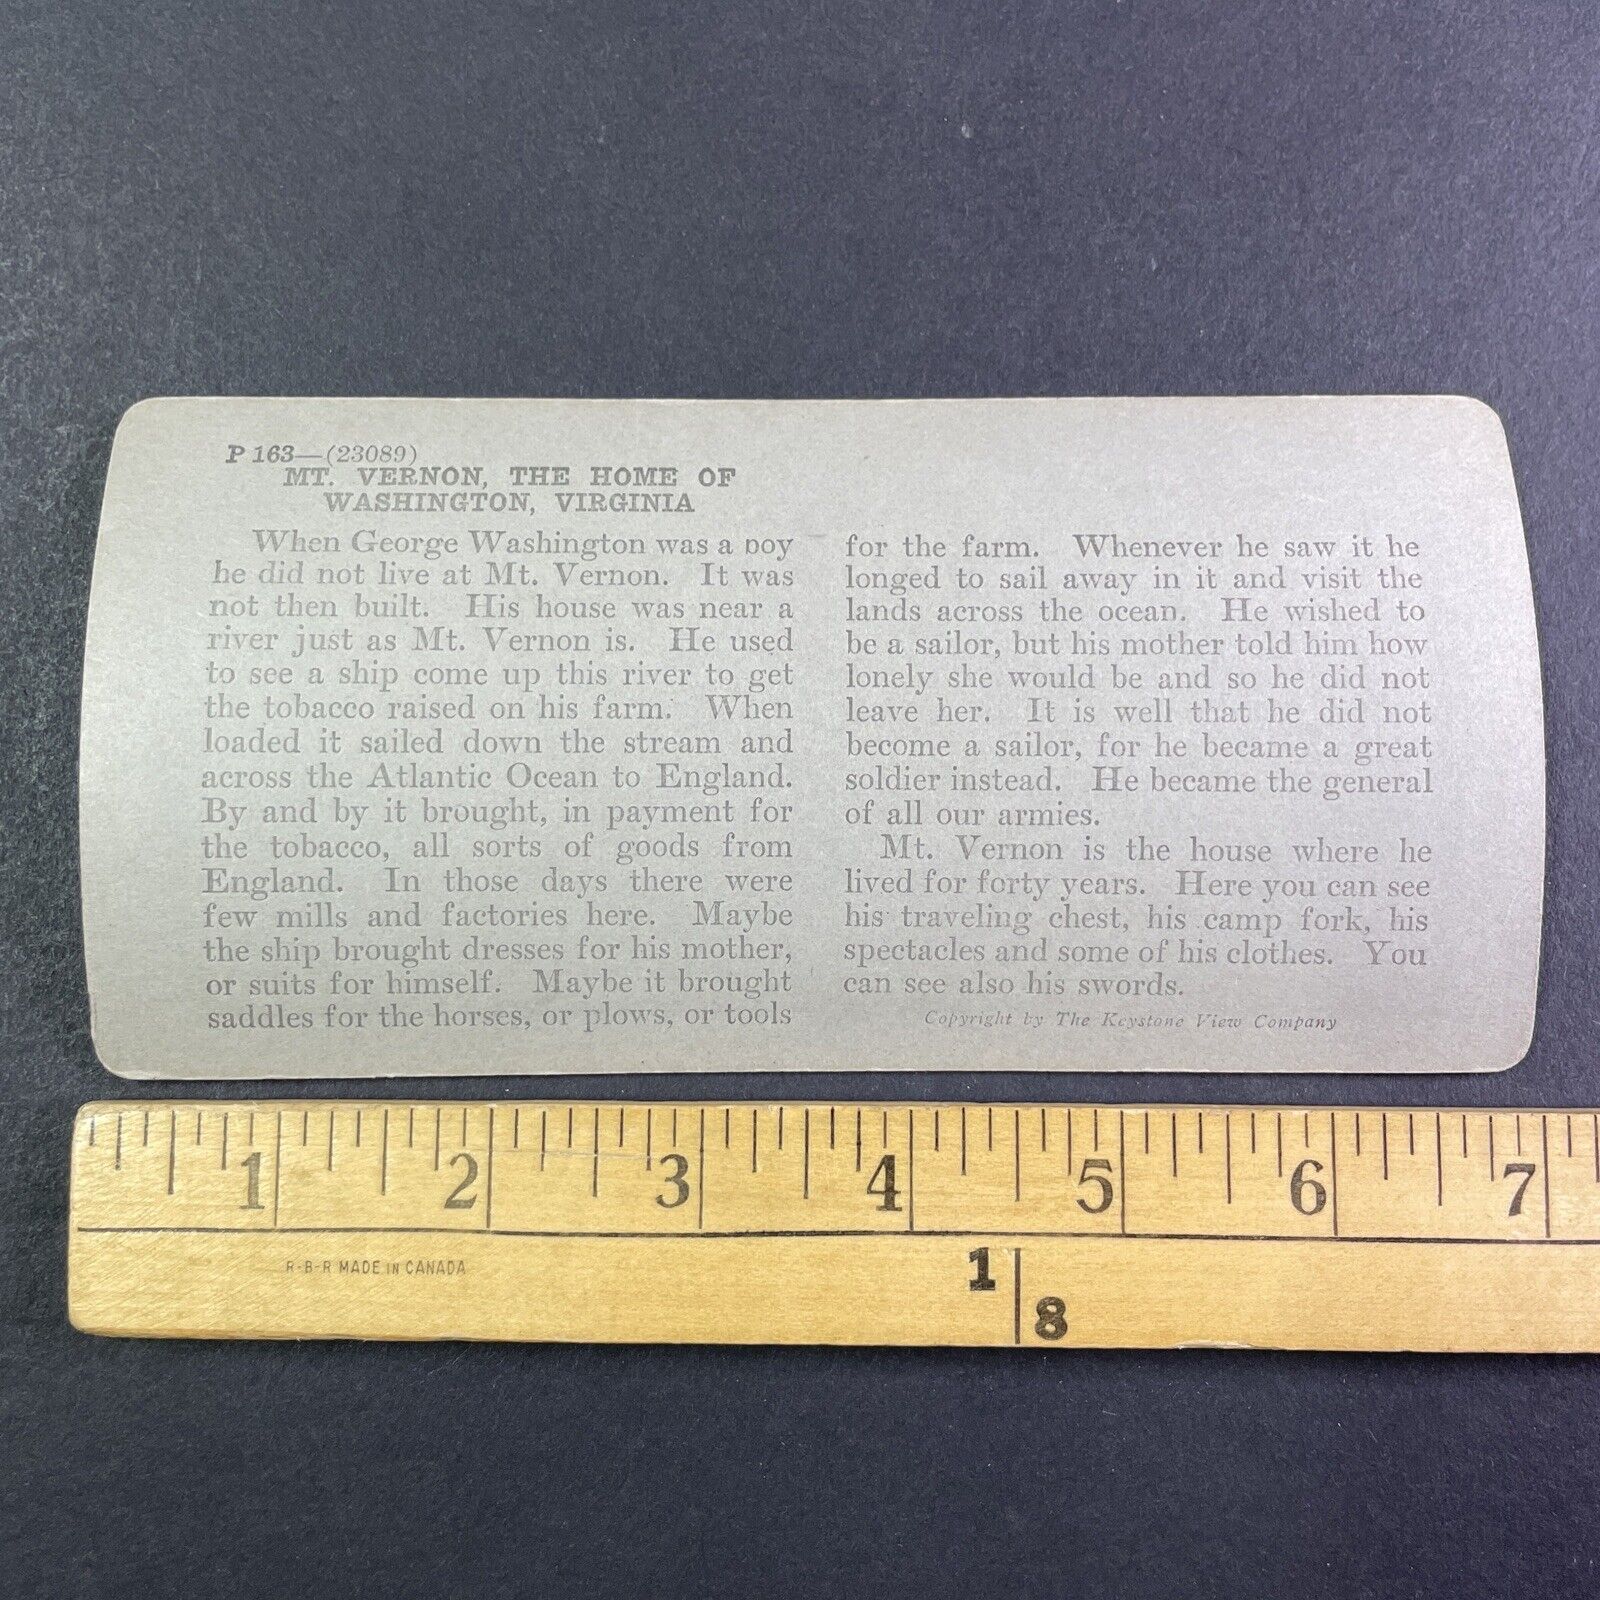 P 163—(23089)
MT. VERNON, THE HOME OF
WASHINGTON, VIRGINIA
When George Washington was a boy
he did not live at Mt. Vernon. It was
not then built. His house was near a
river just as Mt. Vernon is. He used
to see a ship come up this river to get
the tobacco raised on his farm. When
loaded it sailed down the stream and
across the Atlantic Ocean to England.
By and by it brought, in payment for
the tobacco, all sorts of goods from
England. In those days there were
few mills and factories here. Maybe
the ship brought dresses for his mother,
or suits for himself. Maybe it brought
saddles for the horses, or plows, or tools
for the farm. Whenever he saw it he
longed to sail away in it and visit the
lands across the ocean. He wished to
be a sailor, but his mother told him how
lonely she would be and so he did not
leave her. It is well that he did not
become a sailor, for he became a great
soldier instead. He became the general
of all our armies.
Mt. Vernon is the house where he
lived for forty years. Here you can see
his traveling chest, his camp fork, his
spectacles and some of his clothes. You
can see also his swords.
Copyright by The Keystone View Company
1 2 3 4 5 6 7
R-B-R MADE IN CANADA
1
8